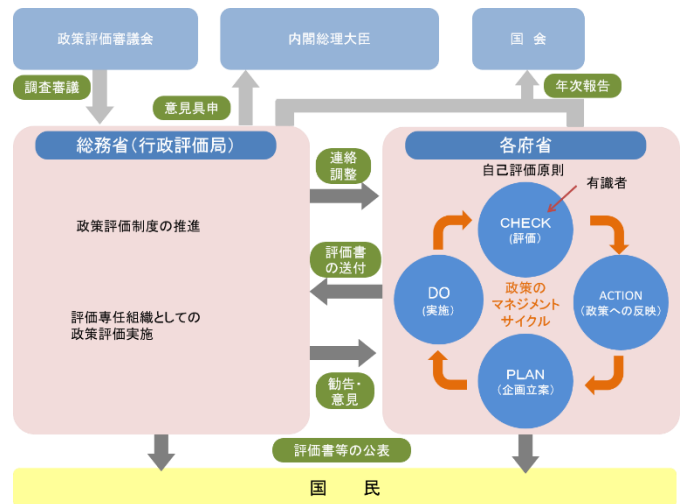 政策評価審議会
内閣総理大臣
国　会
調査審議
意見具申
年次報告
総務省(行政評価局)
連絡
調整
各府省
自己評価原則
有識者
政策評価制度の推進
CHECK
(評価)
評価書
の送付
DO
(実施)
政策の
マネジメント
サイクル
ACTION
(政策への反映)
評価専任組織としての
政策評価実施
PLAN
(企画立案)
勧告・
意見
評価書等の公表
国　　民